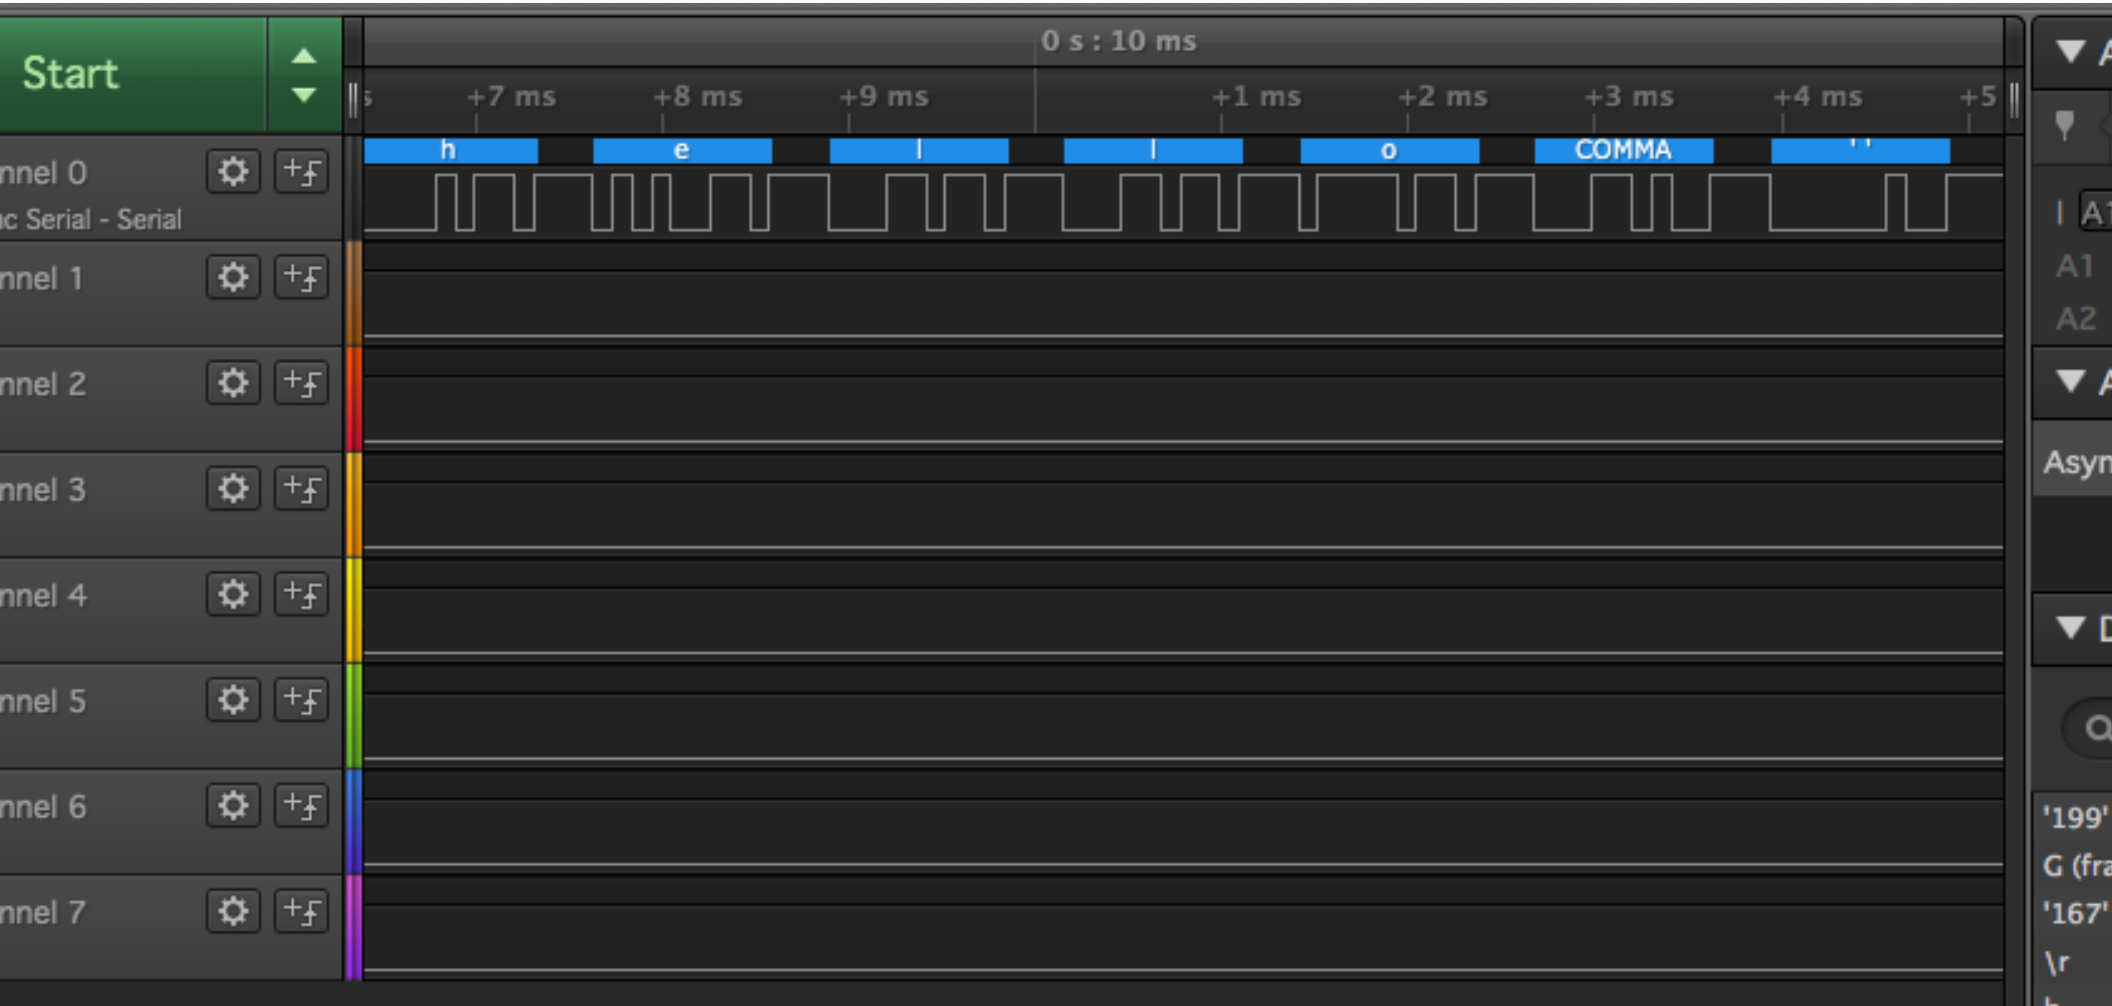 Start
0 s : 10 ms
s +7 ms +8 ms +9 ms +1 ms +2 ms +3 ms +4 ms +5
h e l l o COMMA ' '
nnel 0
nc Serial - Serial
nnel 1
nnel 2
nnel 3
nnel 4
nnel 5
nnel 6
nnel 7
A
I A1
A1
A2
A
Asyn
D
'199'
G (fra
'167'
\r